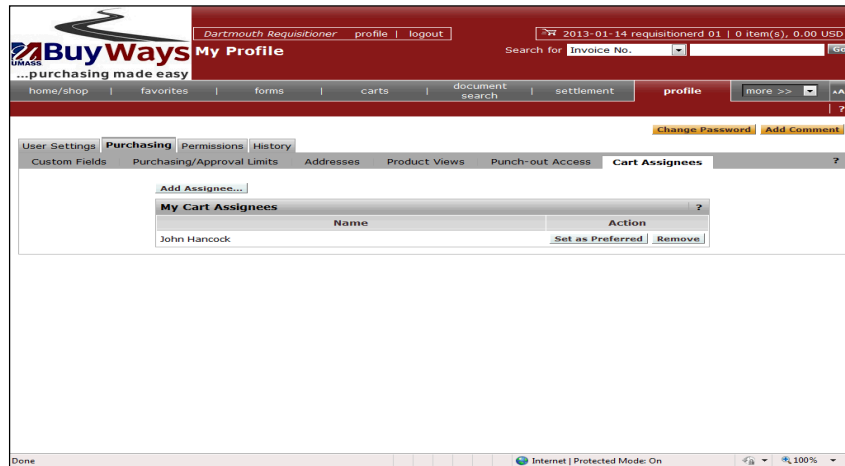 Dartmouth Requisitioner profile | logout
2013-01-14 requisitionerd 01 | 0 item(s), 0.00 USD
UMASS BuyWays
...purchasing made easy
My Profile
Search for Invoice No. Go
home/shop | favorites | forms | carts | document search | settlement profile more >>
| ?
Change Password Add Comment
User Settings Purchasing Permissions History
Custom Fields Purchasing/Approval Limits Addresses Product Views Punch-out Access Cart Assignees ?
Add Assignee...
My Cart Assignees ?
Name Action
John Hancock Set as Preferred Remove
Done Internet | Protected Mode: On 100%